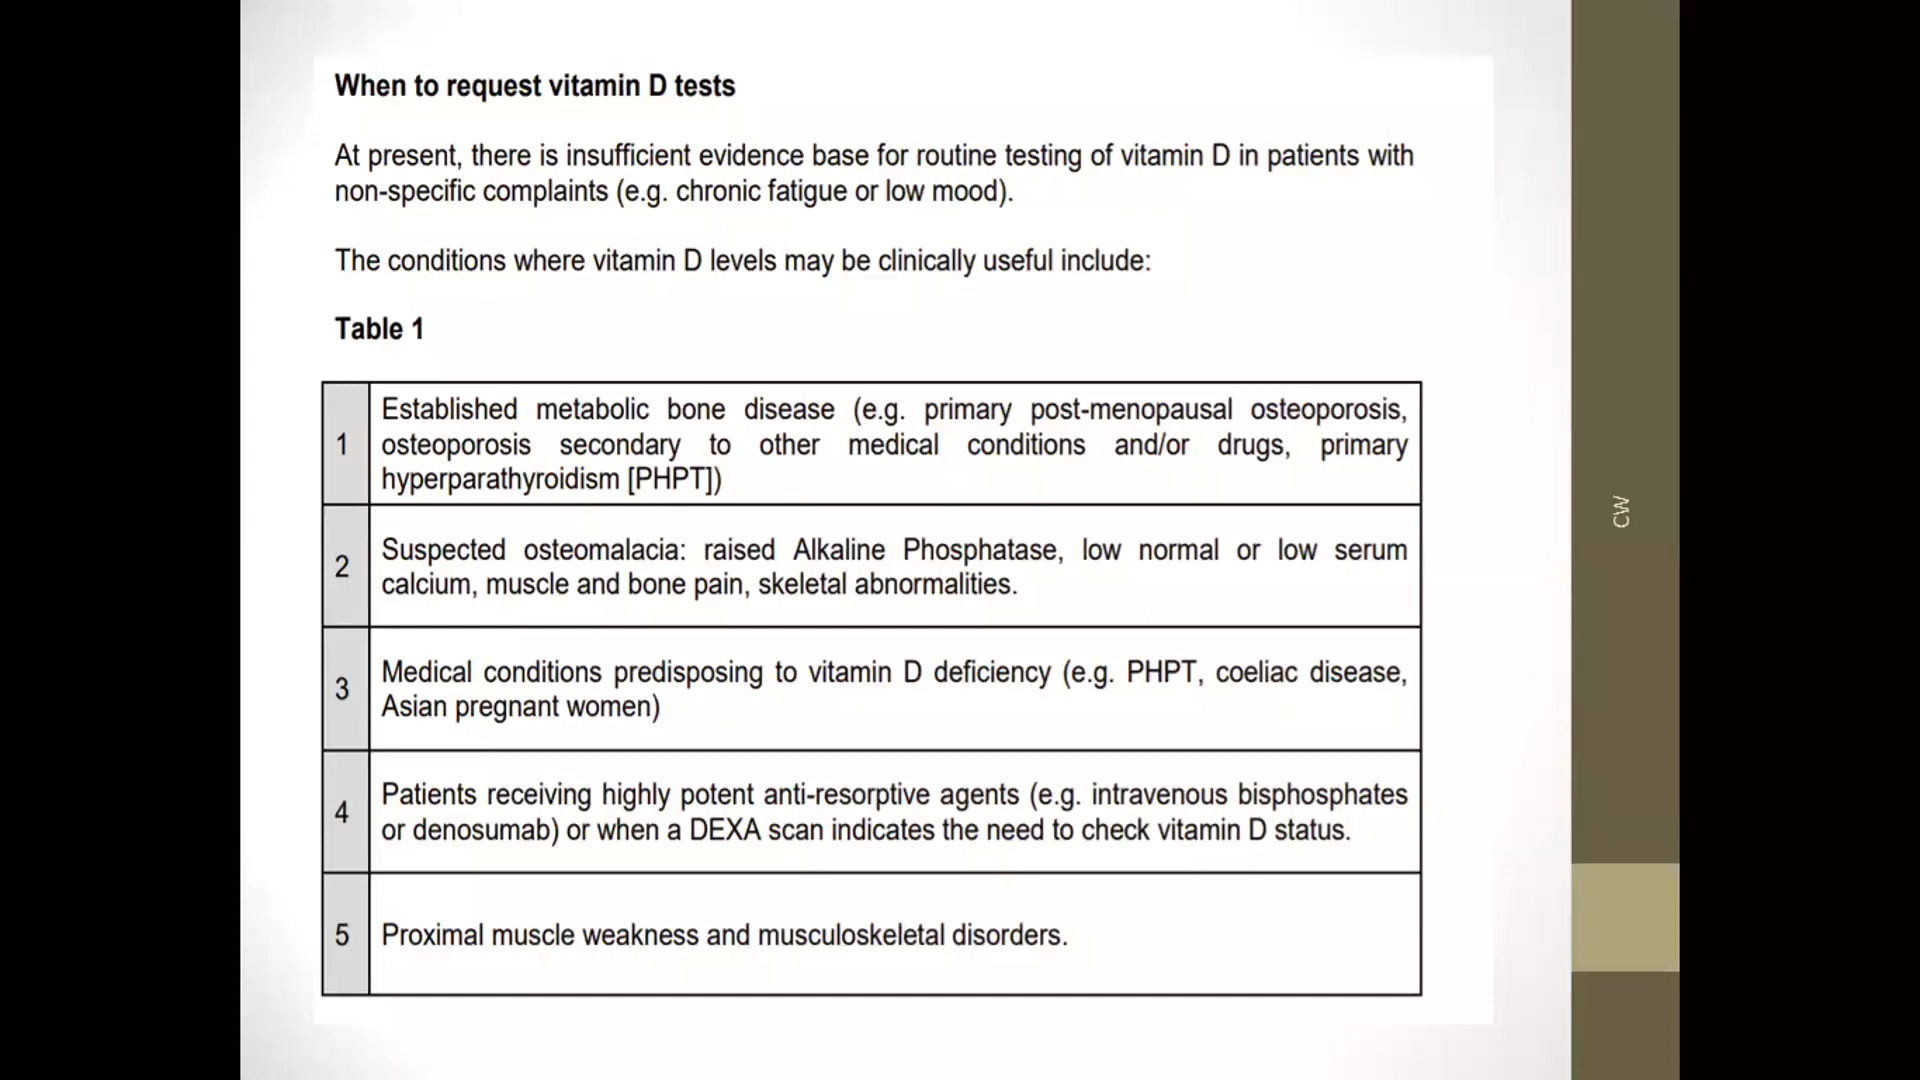 When to request vitamin D tests
At present, there is insufficient evidence base for routine testing of vitamin D in patients with
non-specific complaints (e.g. chronic fatigue or low mood).
The conditions where vitamin D levels may be clinically useful include:
Table 1
1
Established metabolic bone disease (e.g. primary post-menopausal osteoporosis,
osteoporosis secondary to other medical conditions and/or drugs, primary
hyperparathyroidism [PHPT])
2
Suspected osteomalacia: raised Alkaline Phosphatase, low normal or low serum
calcium, muscle and bone pain, skeletal abnormalities.
3
Medical conditions predisposing to vitamin D deficiency (e.g. PHPT, coeliac disease,
Asian pregnant women)
4
Patients receiving highly potent anti-resorptive agents (e.g. intravenous bisphosphates
or denosumab) or when a DEXA scan indicates the need to check vitamin D status.
5
Proximal muscle weakness and musculoskeletal disorders.
CW